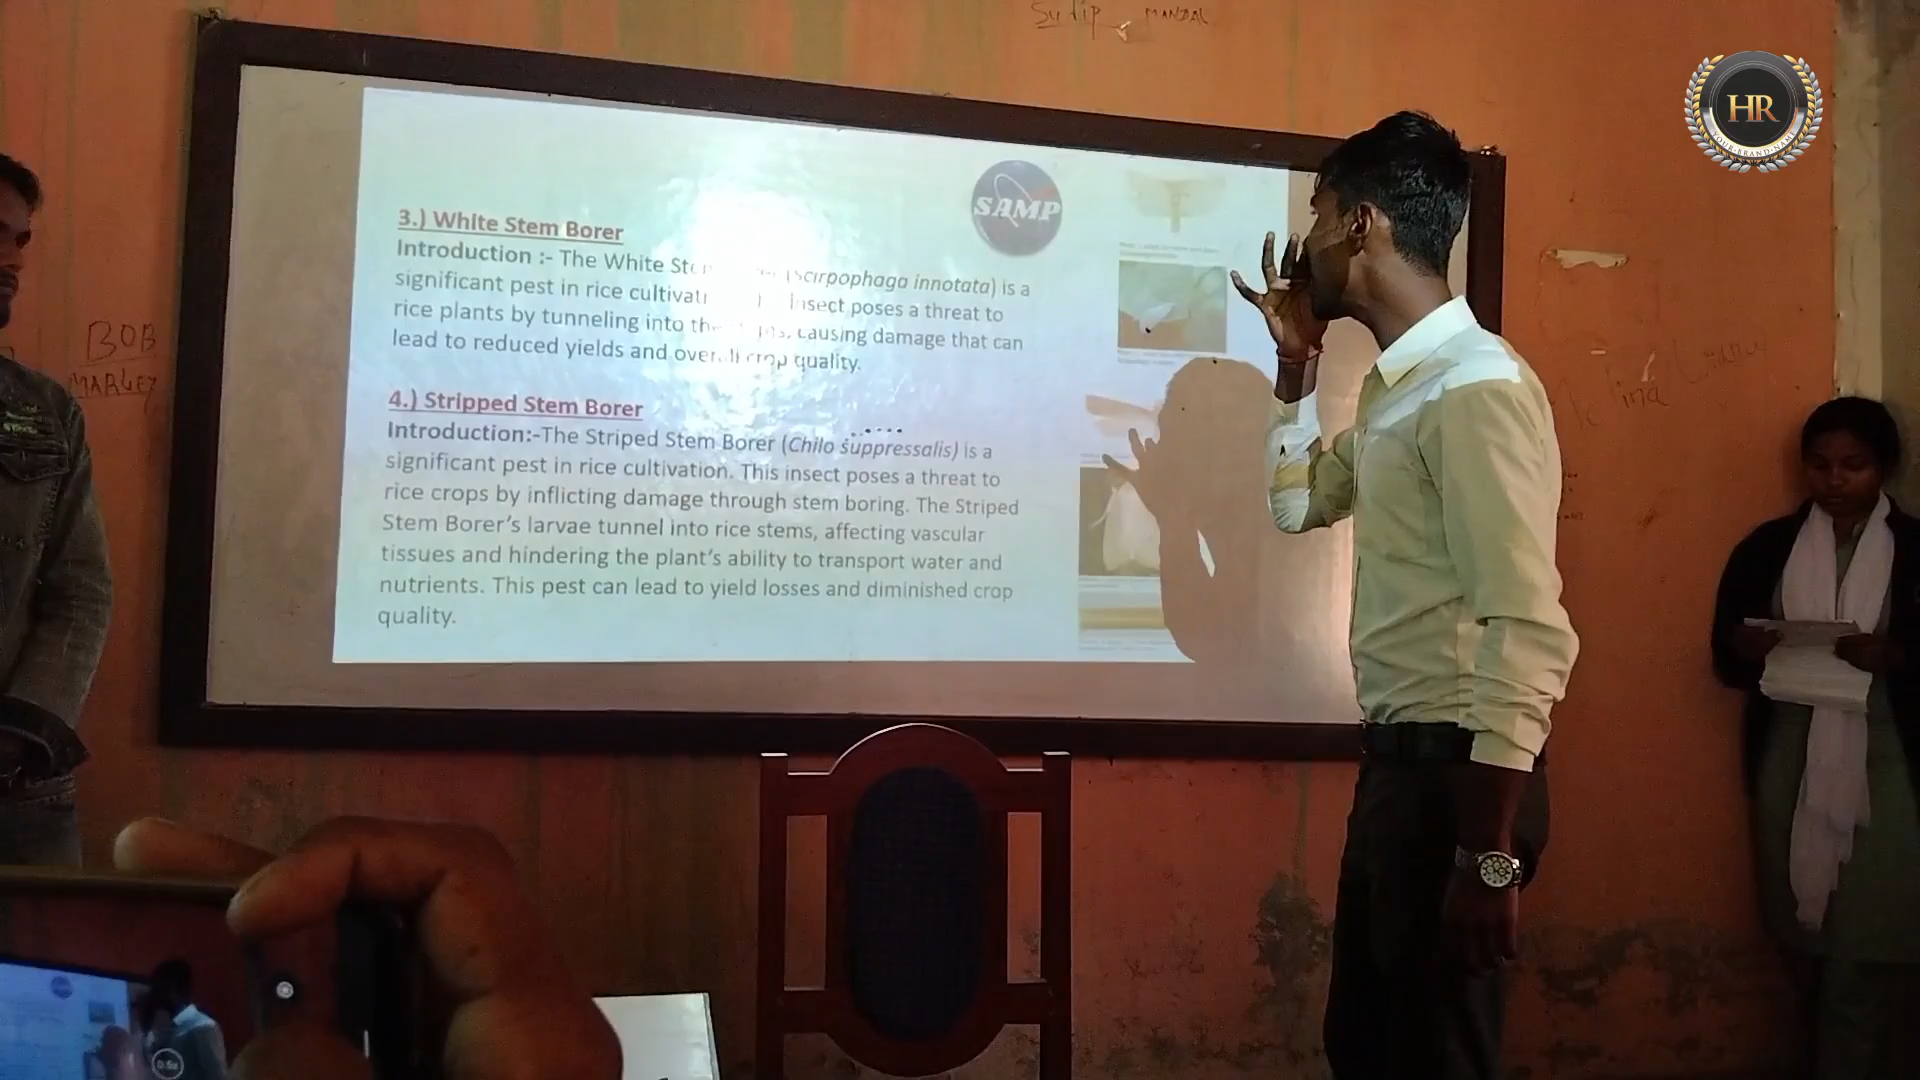 Sudip MANDAL
HR
YOUR BRAND NAME
SAMP
3.) White Stem Borer
Introduction :- The White (Scirpophaga innotata) is a
significant pest in rice insect poses a threat to
rice plants by tunneling into causing damage that can
lead to reduced yields and overall crop quality.
4.) Stripped Stem Borer
Introduction:-The Striped Stem Borer (Chilo suppressalis) is a
significant pest in rice cultivation. This insect poses a threat to
rice crops by inflicting damage through stem boring. The Striped
Stem Borer's larvae tunnel into rice stems, affecting vascular
tissues and hindering the plant's ability to transport water and
nutrients. This pest can lead to yield losses and diminished crop
quality.
BOB
MARLEY